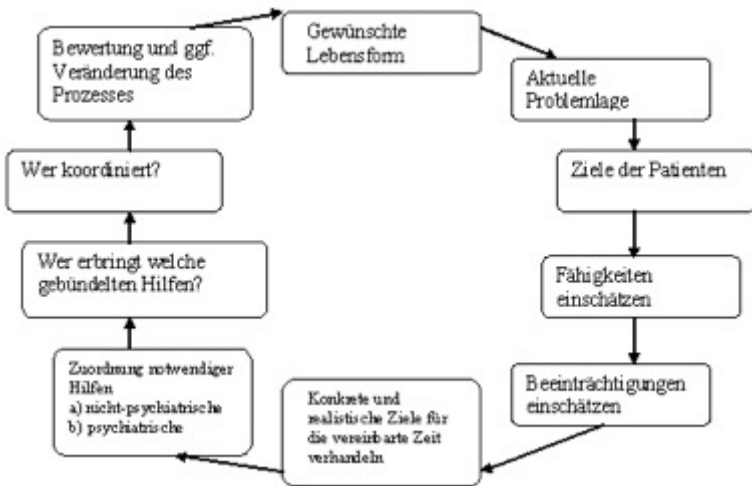 Gewünschte
Lebensform
Aktuelle
Problemlage
Ziele der Patienten
Fähigkeiten
einschätzen
Beeinträchtigungen
einschätzen
Konkrete und
realistische Ziele für
die vereinbarte Zeit
verhandeln
Zuordnung notwendiger
Hilfen
a) nicht-psychiatrische
b) psychiatrische
Wer erbringt welche
gebündelten Hilfen?
Wer koordiniert?
Bewertung und ggf.
Veränderung des
Prozesses